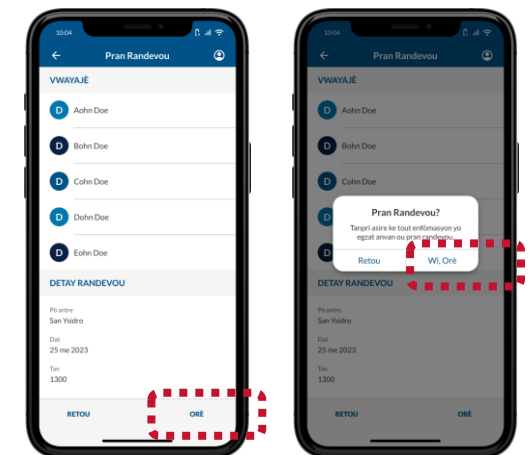 10:04
Pran Randevou
VWAYAJÈ
D Aohn Doe
D Bohn Doe
D Cohn Doe
D Dohn Doe
D Eohn Doe
DETAY RANDEVOU
Pò antre
San Ysidro
Dat
25 me 2023
Tan
1300
RETOU ORÈ
10:04
Pran Randevou
VWAYAJÈ
D Aohn Doe
D Bohn Doe
D Cohn Doe
D
D
Pran Randevou?
Tanpri asire ke tout enfòmasyon yo
egzat anvan ou pran randevou.
Retou Wi, Orè
DETAY RANDEVOU
Pò antre
San Ysidro
Dat
25 me 2023
Tan
1300
RETOU ORÈ